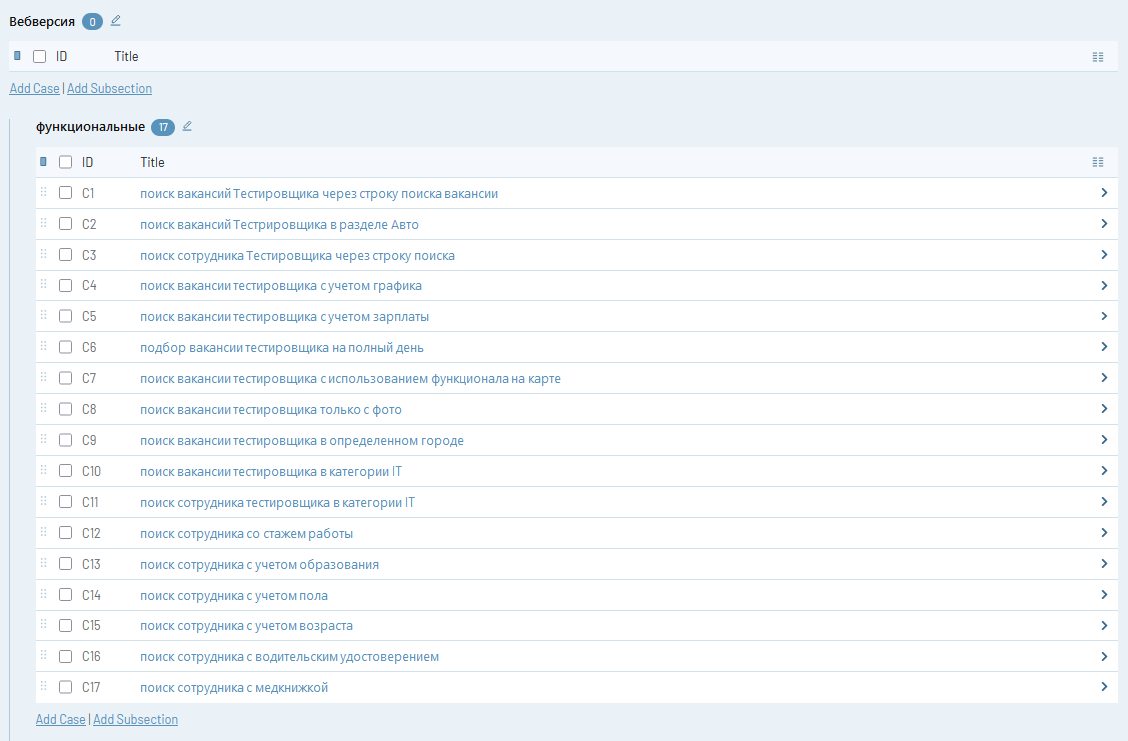 Вебверсия 0
ID Title
Add Case | Add Subsection
функциональные 17
ID Title
C1 поиск вакансий Тестировщика через строку поиска вакансии
C2 поиск вакансий Тестрировщика в разделе Авто
C3 поиск сотрудника Тестировщика через строку поиска
C4 поиск вакансии тестировщика с учетом графика
C5 поиск вакансии тестировщика с учетом зарплаты
C6 подбор вакансии тестировщика на полный день
C7 поиск вакансии тестировщика с использованием функционала на карте
C8 поиск вакансии тестировщика только с фото
C9 поиск вакансии тестировщика в определенном городе
C10 поиск вакансии тестировщика в категории IT
C11 поиск сотрудника тестировщика в категории IT
C12 поиск сотрудника со стажем работы
C13 поиск сотрудника с учетом образования
C14 поиск сотрудника с учетом пола
C15 поиск сотрудника с учетом возраста
C16 поиск сотрудника с водительским удостоверением
C17 поиск сотрудника с медкнижкой
Add Case | Add Subsection